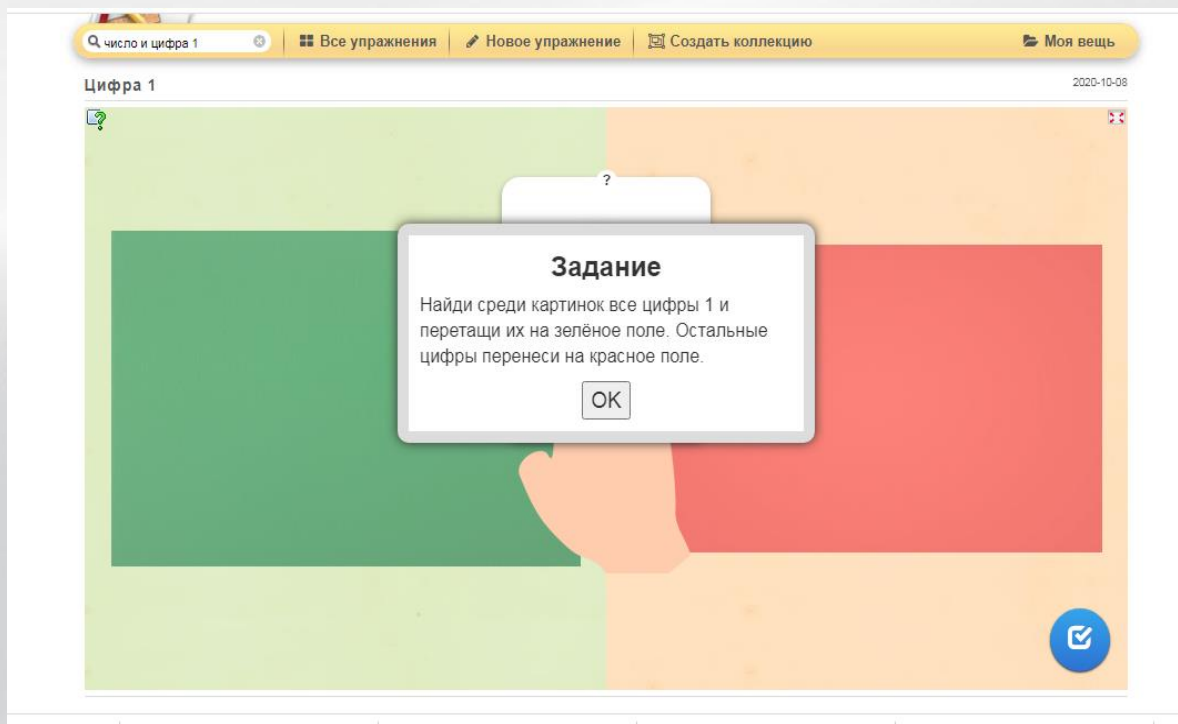 число и цифра 1 Все упражнения Новое упражнение Создать коллекцию Моя вещь
Цифра 1 2020-10-08
?
Задание
Найди среди картинок все цифры 1 и
перетащи их на зелёное поле. Остальные
цифры перенеси на красное поле.
OK